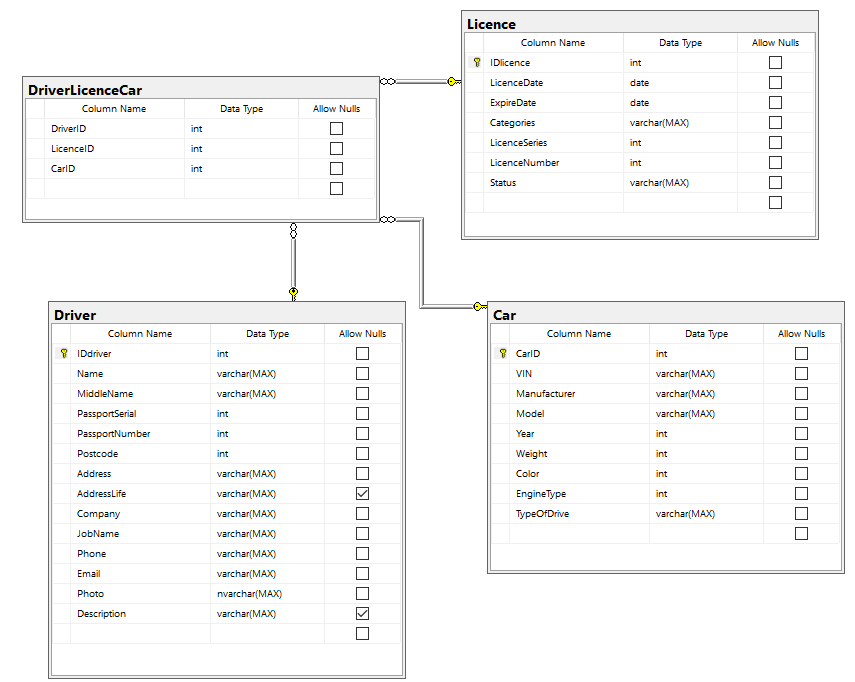 DriverLicenceCar
Column Name Data Type Allow Nulls
DriverID int
LicenceID int
CarID int
Licence
Column Name Data Type Allow Nulls
IDlicence int
LicenceDate date
ExpireDate date
Categories varchar(MAX)
LicenceSeries int
LicenceNumber int
Status varchar(MAX)
Driver
Column Name Data Type Allow Nulls
IDdriver int
Name varchar(MAX)
MiddleName varchar(MAX)
PassportSerial int
PassportNumber int
Postcode int
Address varchar(MAX)
AddressLife varchar(MAX)
Company varchar(MAX)
JobName varchar(MAX)
Phone varchar(MAX)
Email varchar(MAX)
Photo nvarchar(MAX)
Description varchar(MAX)
Car
Column Name Data Type Allow Nulls
CarID int
VIN varchar(MAX)
Manufacturer varchar(MAX)
Model varchar(MAX)
Year int
Weight int
Color int
EngineType int
TypeOfDrive varchar(MAX)